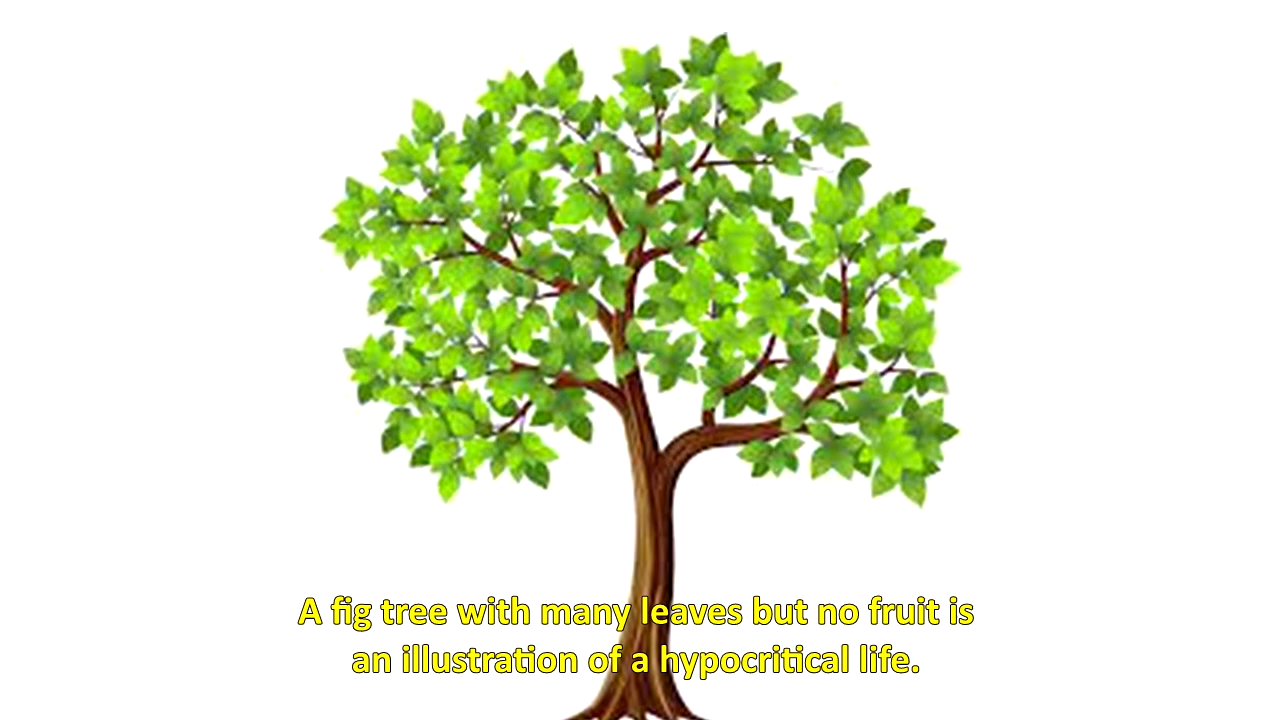 A fig tree with many leaves but no fruit is
an illustration of a hypocritical life.